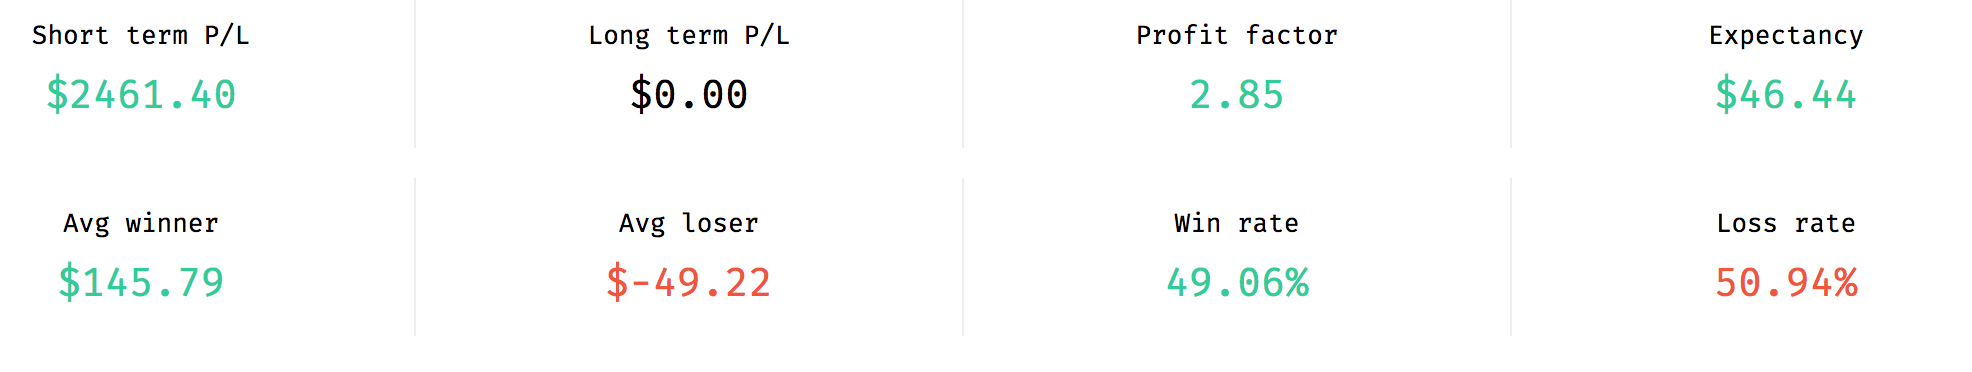 Short term P/L Long term P/L Profit factor Expectancy
$2461.40 $0.00 2.85 $46.44
Avg winner Avg loser Win rate Loss rate
$145.79 $-49.22 49.06% 50.94%